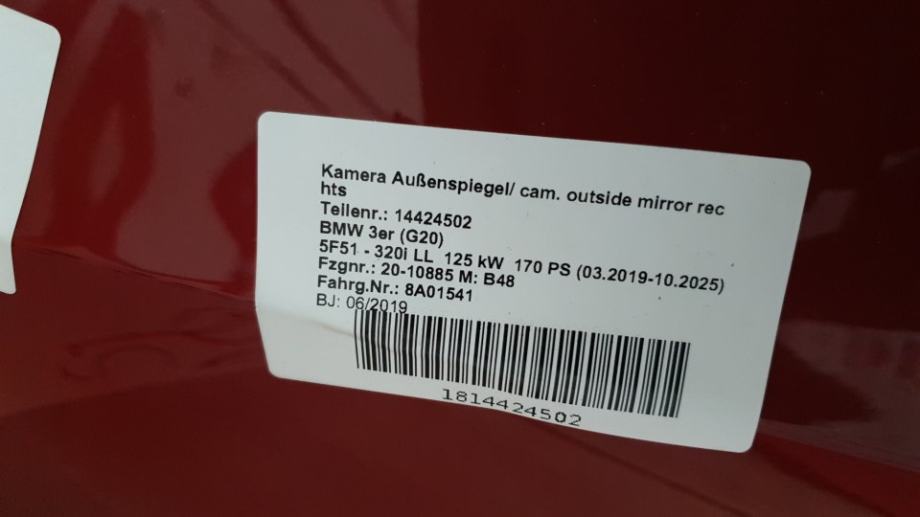 Kamera Außenspiegel/ cam. outside mirror rec
hts
Teilenr.: 14424502
BMW 3er (G20)
5F51 - 320i LL 125 kW 170 PS (03.2019-10.2025)
Fzgnr.: 20-10885 M: B48
Fahrg.Nr.: 8A01541
BJ: 06/2019
1814424502